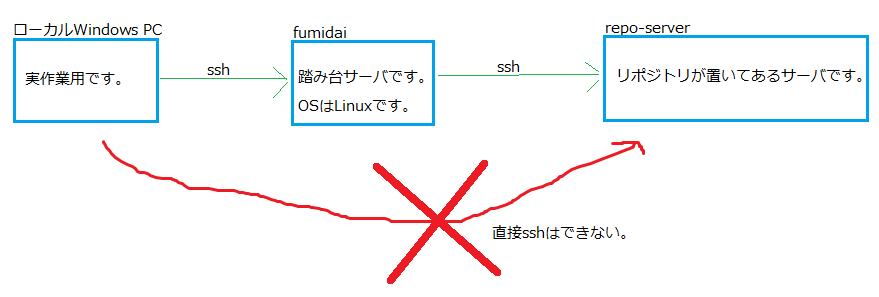 ローカルWindows PC
実作業用です。
ssh
fumidai
踏み台サーバです。
OSはLinuxです。
ssh
repo-server
リポジトリが置いてあるサーバです。
直接sshはできない。